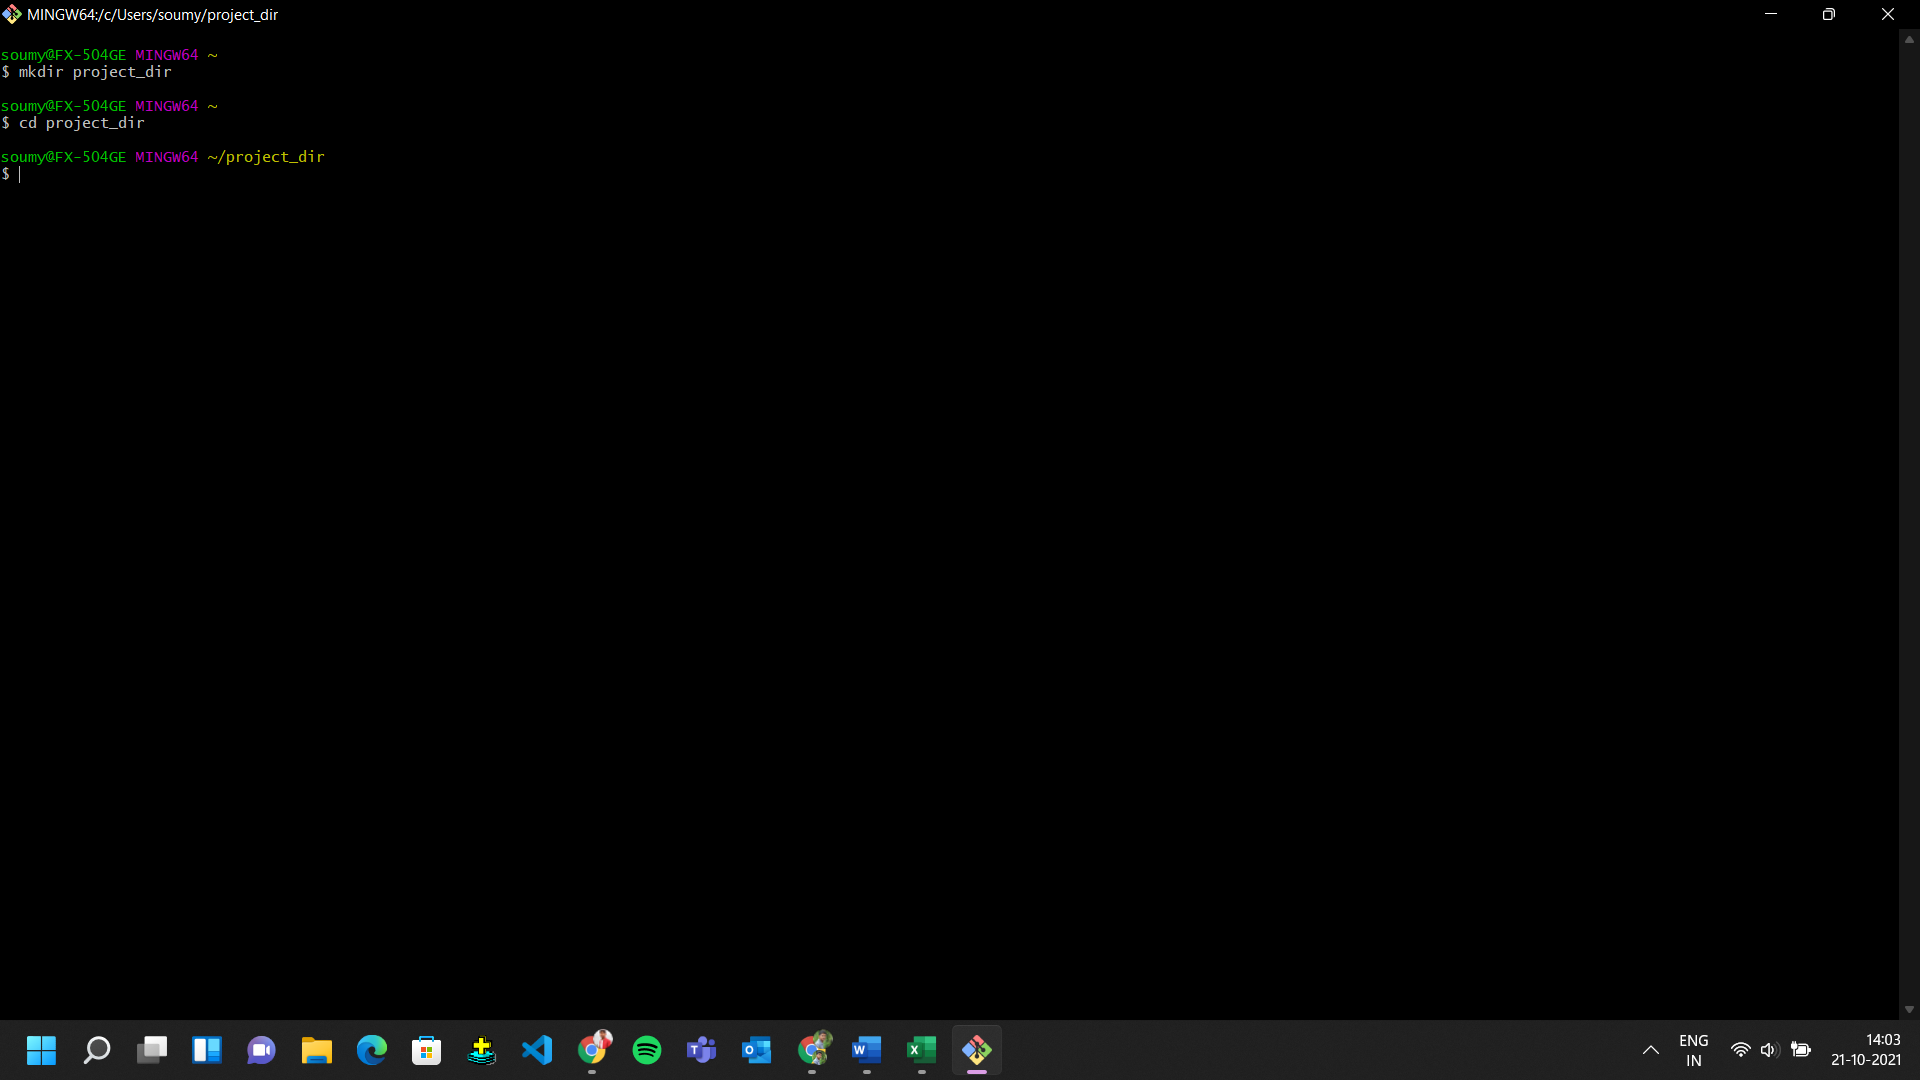 MINGW64:/c/Users/soumy/project_dir
soumy@FX-504GE MINGW64 ~
$ mkdir project_dir
soumy@FX-504GE MINGW64 ~
$ cd project_dir
soumy@FX-504GE MINGW64 ~/project_dir
$
ENG
IN
14:03
21-10-2021